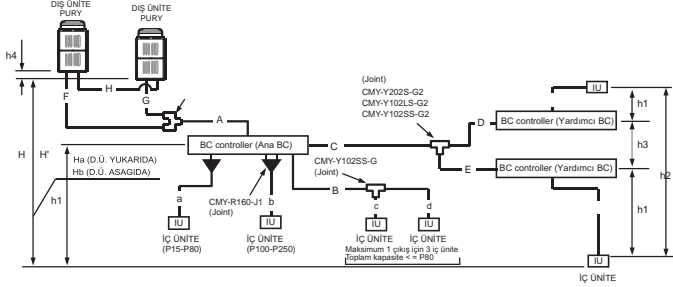 DIŞ ÜNİTE
PURY
DIŞ ÜNİTE
PURY
h4
F
H
G
A
H
H'
Ha (D.Ü. YUKARIDA)
Hb (D.Ü. ASAGIDA)
h1
BC controller (Ana BC)
C
(Joint)
CMY-Y202S-G2
CMY-Y102LS-G2
CMY-Y102SS-G2
D
E
BC controller (Yardımcı BC)
BC controller (Yardımcı BC)
IU
h1
h3
h2
h1
CMY-Y102SS-G
(Joint)
B
a
CMY-R160-J1
(Joint)
b
c
d
IU
IU
IU
IU
IU
İÇ ÜNİTE
(P15-P80)
İÇ ÜNİTE
(P100-P250)
İÇ ÜNİTE
İÇ ÜNİTE
Maksimum 1 çıkış için 3 iç ünite
Toplam kapasite < = P80
İÇ ÜNİTE